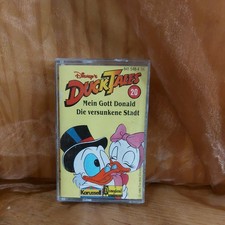 Disney's
DUCKTALES
20
Mein Gott Donald
Die versunkene Stadt
Karussell